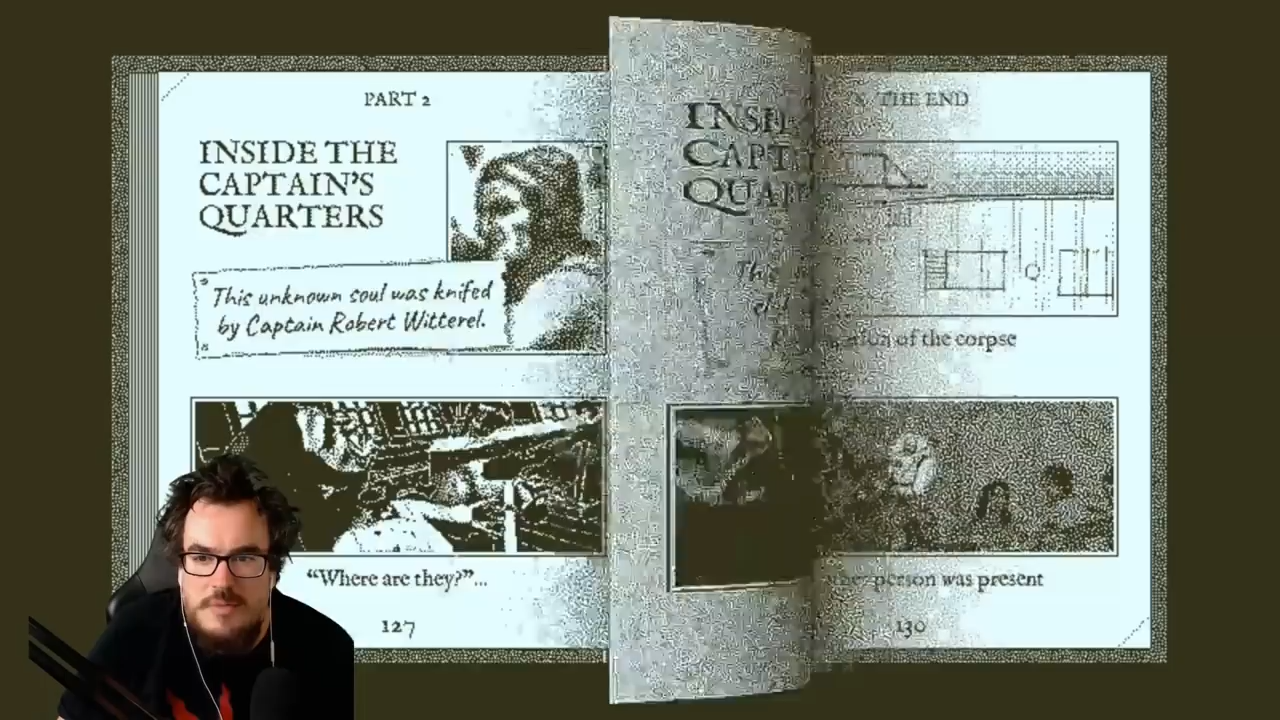 PART 2
INSIDE THE
CAPTAIN'S
QUARTERS
This unknown soul was knifed
by Captain Robert Witterel.
"Where are they?"...
127
THE END
of the corpse
person was present
130